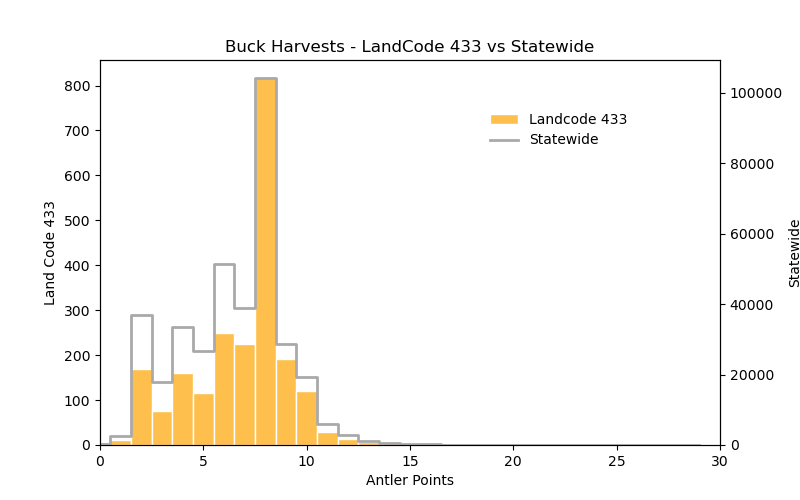 Buck Harvests - LandCode 433 vs Statewide
Land Code 433
800
700
600
500
400
300
200
100
0
Landcode 433
Statewide
100000
80000
60000
40000
20000
0
Statewide
0 5 10 15 20 25 30
Antler Points